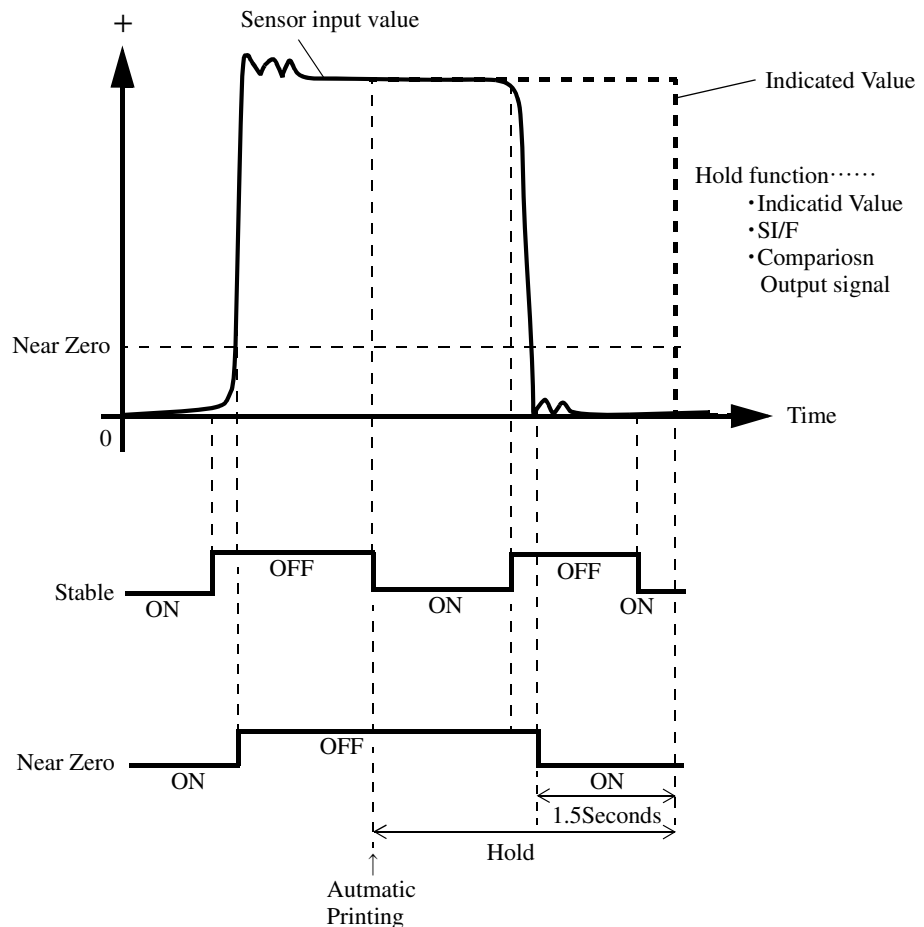 +
Sensor input value
Indicated Value
Hold function······
・Indicatid Value
・SI/F
・Compariosn
Output signal
Near Zero
0
Time
Stable
ON
OFF
ON
OFF
ON
Near Zero
ON
OFF
ON
1.5Seconds
Hold
↑
Autmatic
Printing